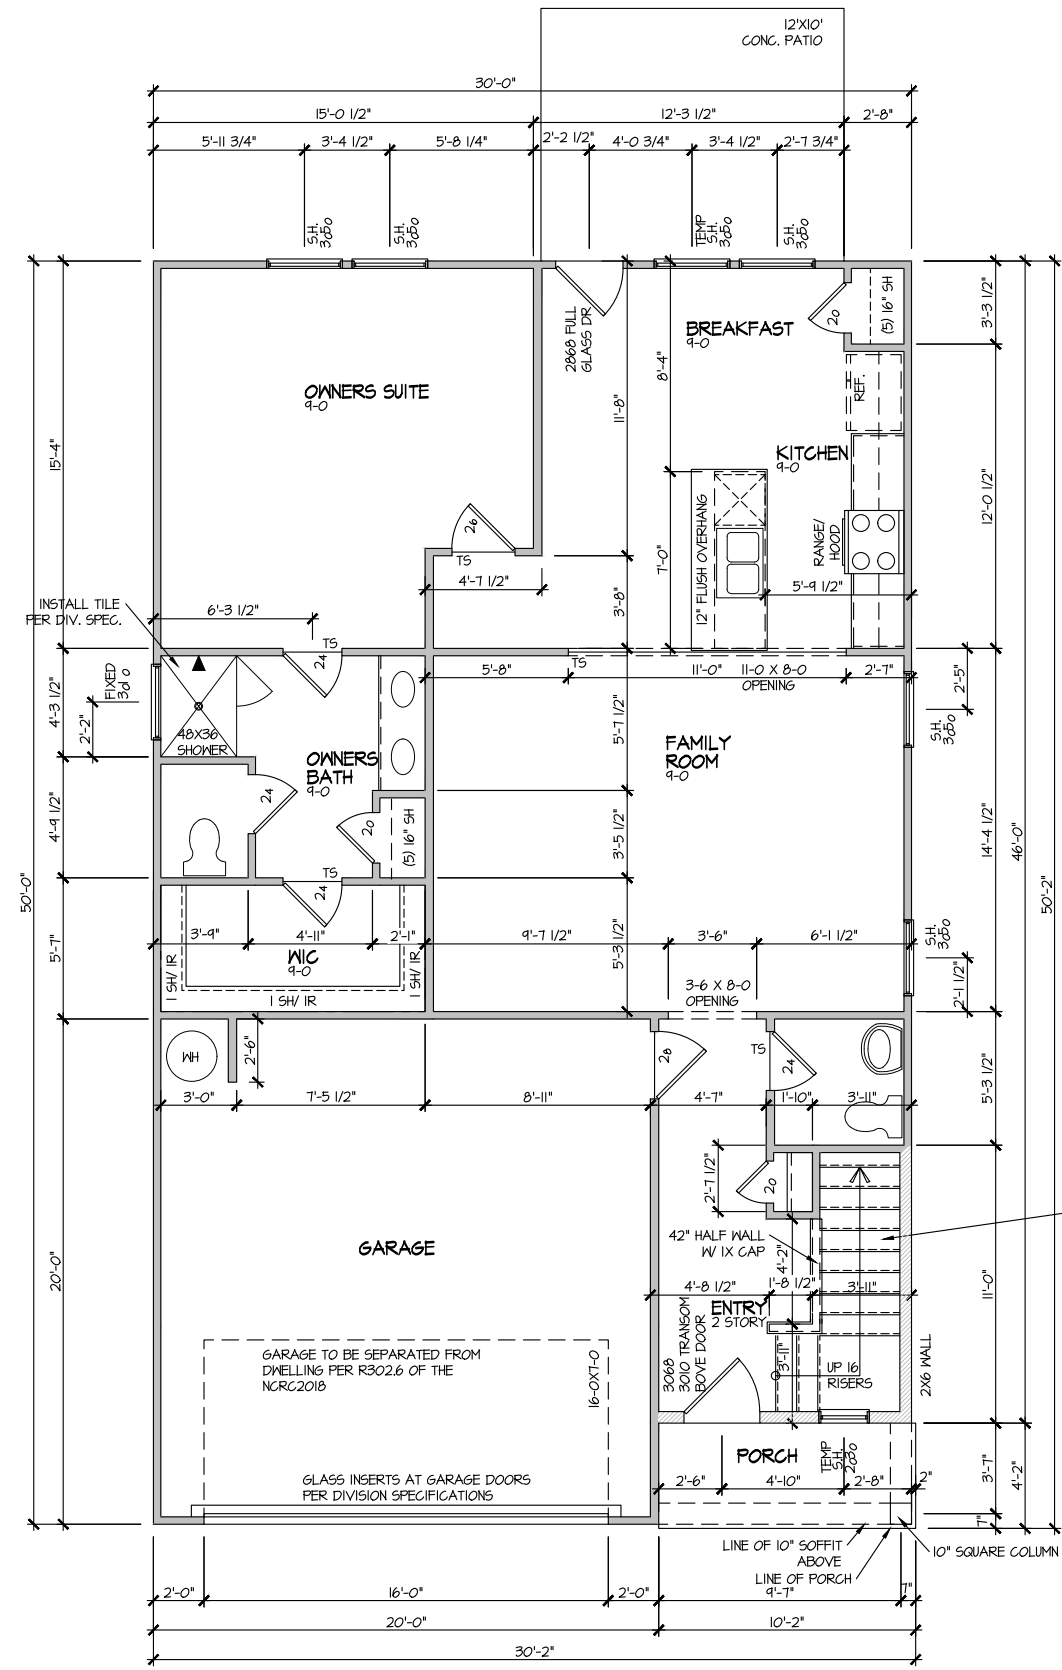 12'X10'
CONC. PATIO
30'-0"
15'-0 1/2"
12'-3 1/2"
2'-8"
5'-11 3/4"
3'-4 1/2"
5'-8 1/4"
2'-2 1/2"
4'-0 3/4"
3'-4 1/2"
2'-7 3/4"
S.H.
3050
S.H.
3050
TEMP
S.H.
3050
S.H.
3050
2868 FULL
GLASS DR
BREAKFAST
9-0
20
(5) 16" SH
3'-3 1/2"
OWNERS SUITE
9-0
8'-4"
11'-8"
REF.
15'-4"
KITCHEN
9-0
12'-0 1/2"
26
TS
12" FLUSH OVERHANG
RANGE/
HOOD
7'-0"
4'-7 1/2"
5'-9 1/2"
3'-8"
INSTALL TILE
PER DIV. SPEC.
6'-3 1/2"
TS
24
TS
5'-8"
11'-0"
11-0 X 8-0
OPENING
2'-7"
2'-5"
FIXED
3010
4'-3 1/2"
2'-2"
48X36
SHOWER
OWNERS
BATH
9-0
5'-7 1/2"
FAMILY
ROOM
9-0
S.H.
3050
24
20
(5) 16" SH
4'-9 1/2"
3'-5 1/2"
14'-4 1/2"
46'-0"
TS
24
50'-0"
50'-2"
5'-7"
3'-9"
4'-11"
2'-1"
9'-7 1/2"
5'-3 1/2"
3'-6"
6'-1 1/2"
S.H.
3050
WIC
9-0
1 SH/ 1R
1 SH/ 1R
1 SH/ 1R
3-6 X 8-0
OPENING
2'-1 1/2"
WH
2'-6"
28
TS
24
5'-3 1/2"
3'-0"
7'-5 1/2"
8'-11"
4'-7"
1'-10"
3'-11"
2'-7 1/2"
20
GARAGE
42" HALF WALL
W/ 1X CAP
4'-2"
20'-0"
4'-8 1/2"
1'-8 1/2"
3'-11"
11'-0"
ENTRY
2 STORY
3068
3010 TRANSOM
BOVE DOOR
GARAGE TO BE SEPARATED FROM
DWELLING PER R302.6 OF THE
NCRC2018
16-0X7-0
3'-11"
UP 16
RISERS
2X6 WALL
PORCH
TEMP
S.H.
2030
GLASS INSERTS AT GARAGE DOORS
PER DIVISION SPECIFICATIONS
2'-6"
4'-10"
2'-8"
2"
3'-7"
4'-2"
7"
LINE OF 10" SOFFIT
ABOVE
10" SQUARE COLUMN
LINE OF PORCH
2'-0"
16'-0"
2'-0"
9'-7"
7"
20'-0"
10'-2"
30'-2"